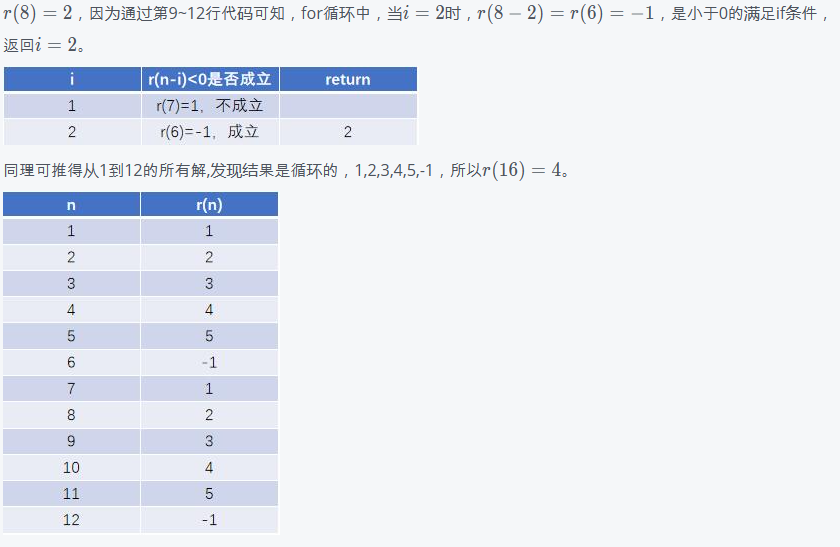 r(8) = 2，因为通过第9~12行代码可知，for循环中，当i = 2时，r(8 − 2) = r(6) = −1，是小于0的满足if条件，
返回i = 2。
i r(n-i)<0是否成立 return
1 r(7)=1，不成立
2 r(6)=-1，成立 2
同理可推得从1到12的所有解,发现结果是循环的，1,2,3,4,5,-1，所以r(16) = 4。
n r(n)
1 1
2 2
3 3
4 4
5 5
6 -1
7 1
8 2
9 3
10 4
11 5
12 -1